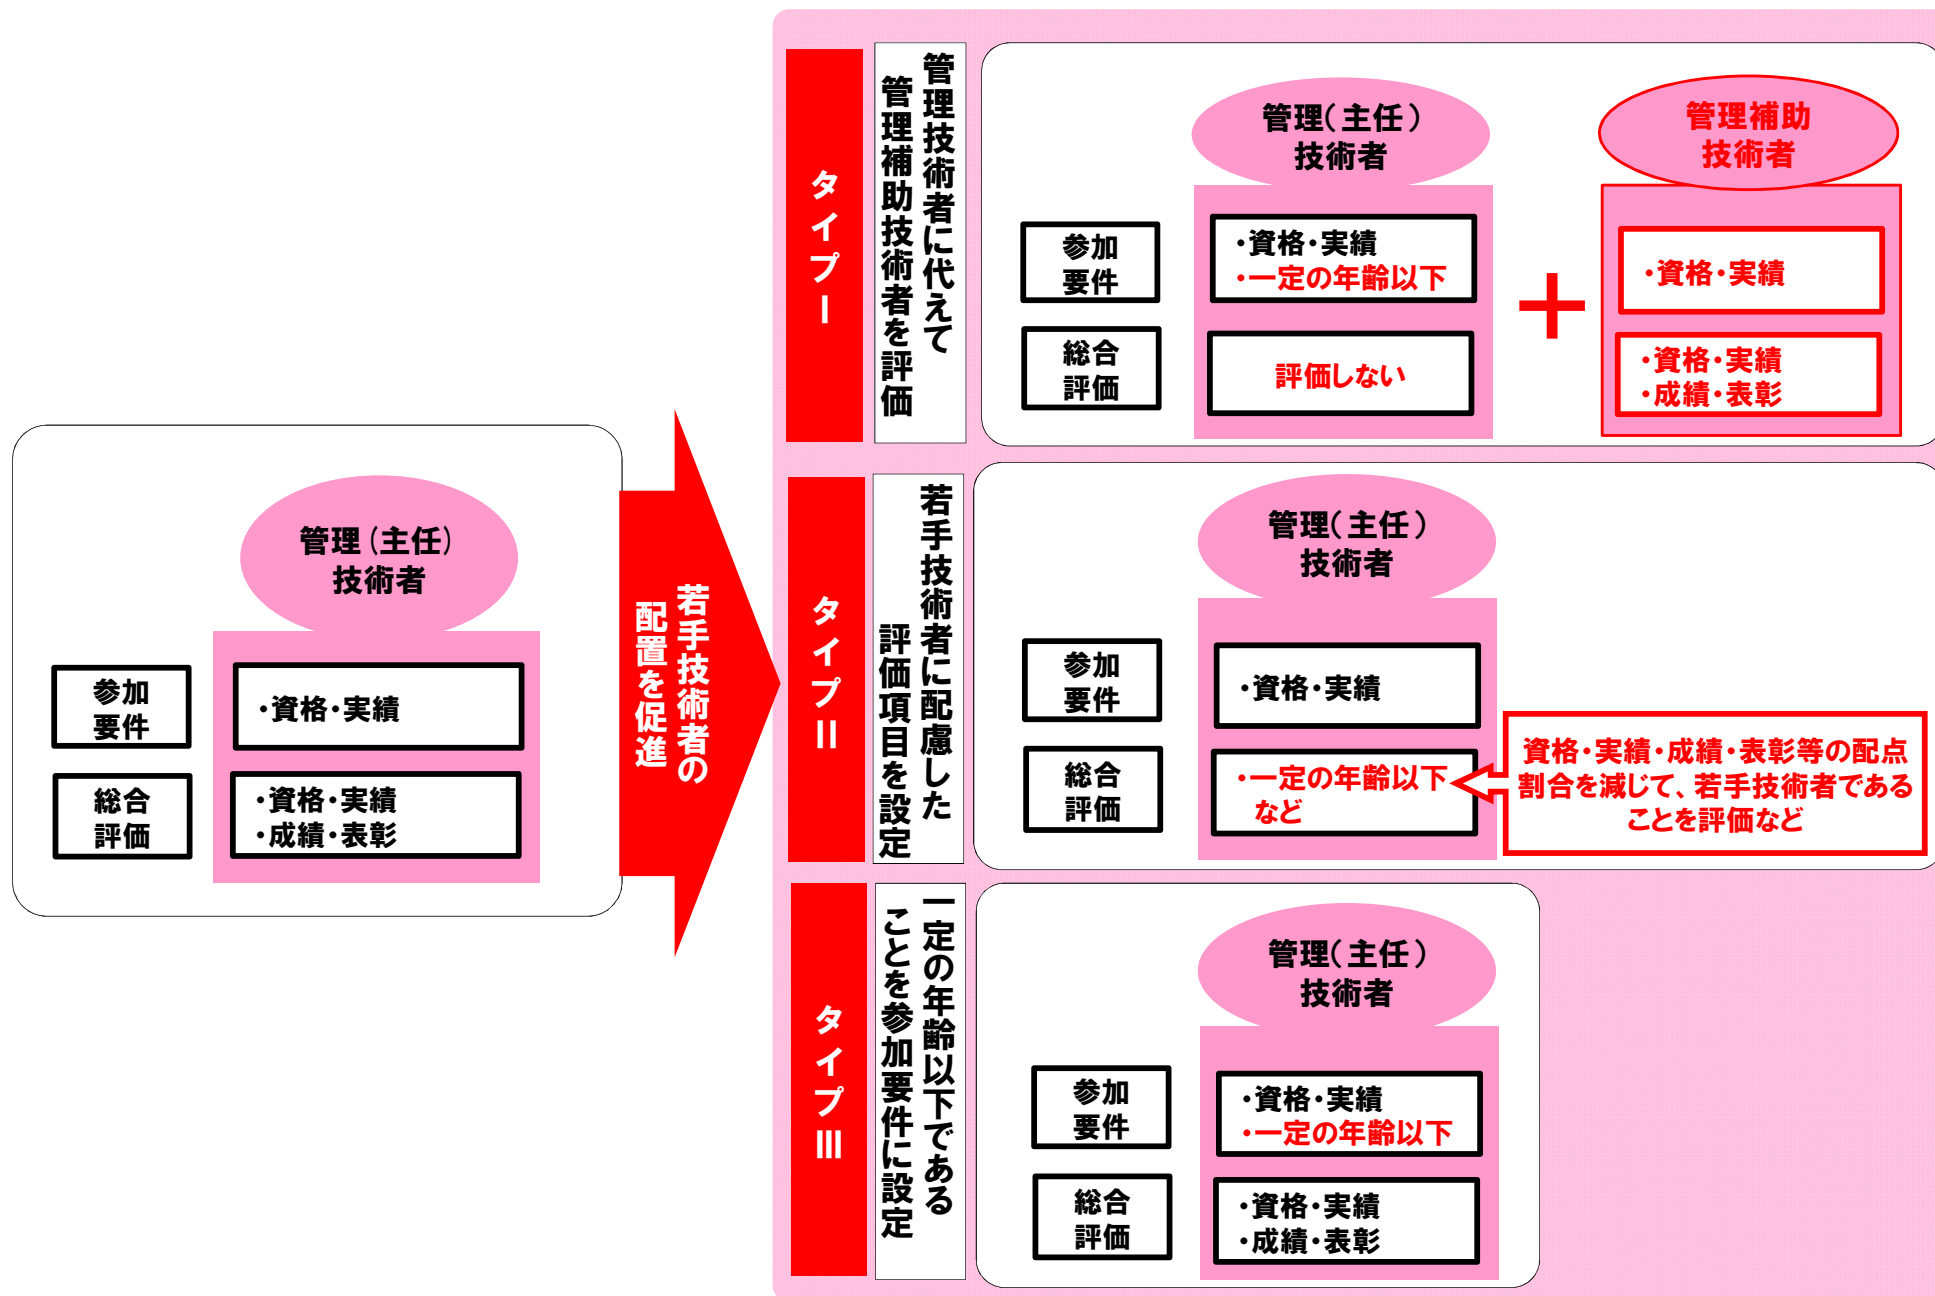 管理(主任)
技術者
参加
要件
・資格・実績
総合
評価
・資格・実績
・成績・表彰
若手技術者の
配置を促進
タイプⅠ
管理技術者に代えて
管理補助技術者を評価
管理(主任)
技術者
参加
要件
・資格・実績
・一定の年齢以下
総合
評価
評価しない
＋
管理補助
技術者
・資格・実績
・資格・実績
・成績・表彰
タイプⅡ
若手技術者に配慮した
評価項目を設定
管理(主任)
技術者
参加
要件
・資格・実績
総合
評価
・一定の年齢以下
など
資格・実績・成績・表彰等の配点
割合を減じて、若手技術者である
ことを評価など
タイプⅢ
一定の年齢以下である
ことを参加要件に設定
管理(主任)
技術者
参加
要件
・資格・実績
・一定の年齢以下
総合
評価
・資格・実績
・成績・表彰